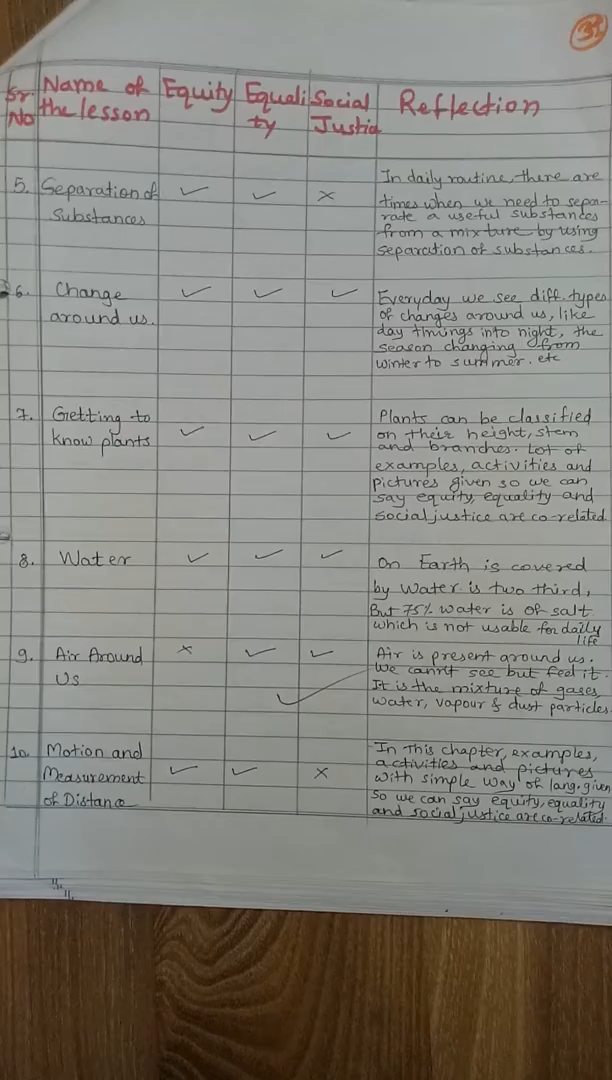 31
Sr. No | Name of the lesson | Equity | Equality | Social Justice | Reflection
5. Separation of Substances ✓ ✓ ×
In daily routine, there are
times when we need to sepa-
rate a useful substances
from a mixture by using
separation of substances.
6. Change around us. ✓ ✓ ✓
Everyday we see diff. types
of changes around us, like
day timings into night, the
season changing from
winter to summer. etc
7. Getting to know plants ✓ ✓ ✓
Plants can be classified
on their height, stem
and branches. Lot of
examples, activities and
pictures given so we can
say equity, equality and
social justice are co-related
8. Water ✓ ✓ ✓
On Earth is covered
by water is two third,
But 75% water is of salt
which is not usable for daily
life
9. Air Around Us × ✓ ✓
Air is present around us.
We cann't see but feel it.
It is the mixture of gases,
water, vapour & dust particles.
10. Motion and Measurement of Distance ✓ ✓ ×
In This chapter, examples,
activities and pictures
with simple way of lang. given
So we can say equity, equality
and social justice are co-related.